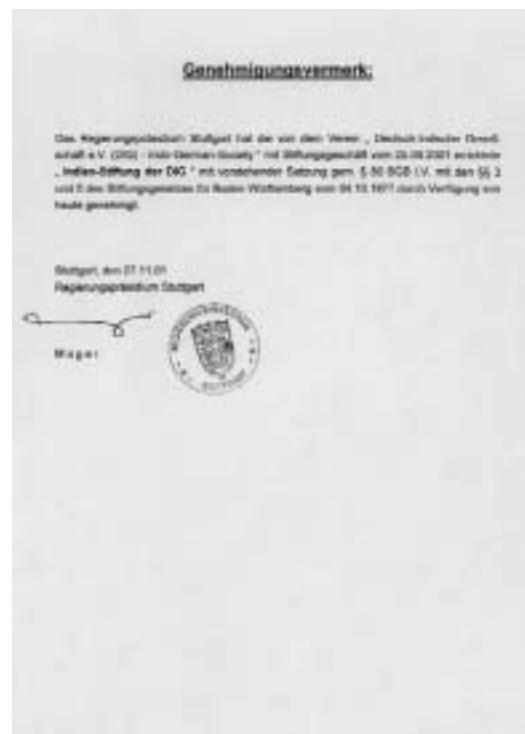 Genehmigungsvermerk:
Das Regierungspräsidium Stuttgart hat die von dem Verein „ Deutsch-Indische Gesell-
schaft e.V. (DIG) - Indo-German-Society " mit Stiftungsgeschäft vom 2001 errichtete
„ Indien-Stiftung der DIG " mit vorstehender Satzung gem. § 80 BGB i.V. mit den §§ 3
und 5 des Stiftungsgesetzes für Baden-Württemberg vom 04.10.1977 durch Verfügung von
heute genehmigt.
Stuttgart, den 27.11.01
Regierungspräsidium Stuttgart
Mager
REGIERUNGSPRÄSIDIUM STUTTGART